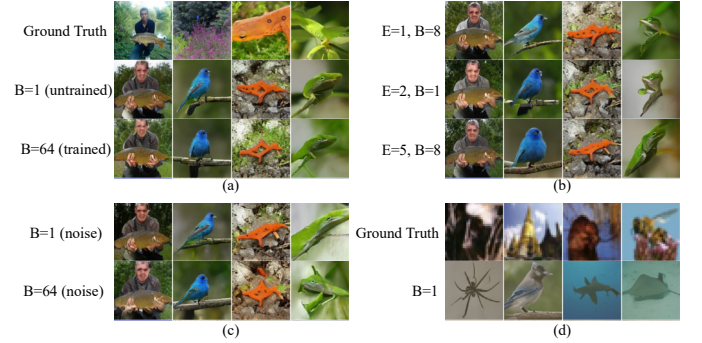 Ground Truth
B=1 (untrained)
B=64 (trained)
(a)
E=1, B=8
E=2, B=1
E=5, B=8
(b)
B=1 (noise)
B=64 (noise)
(c)
Ground Truth
B=1
(d)